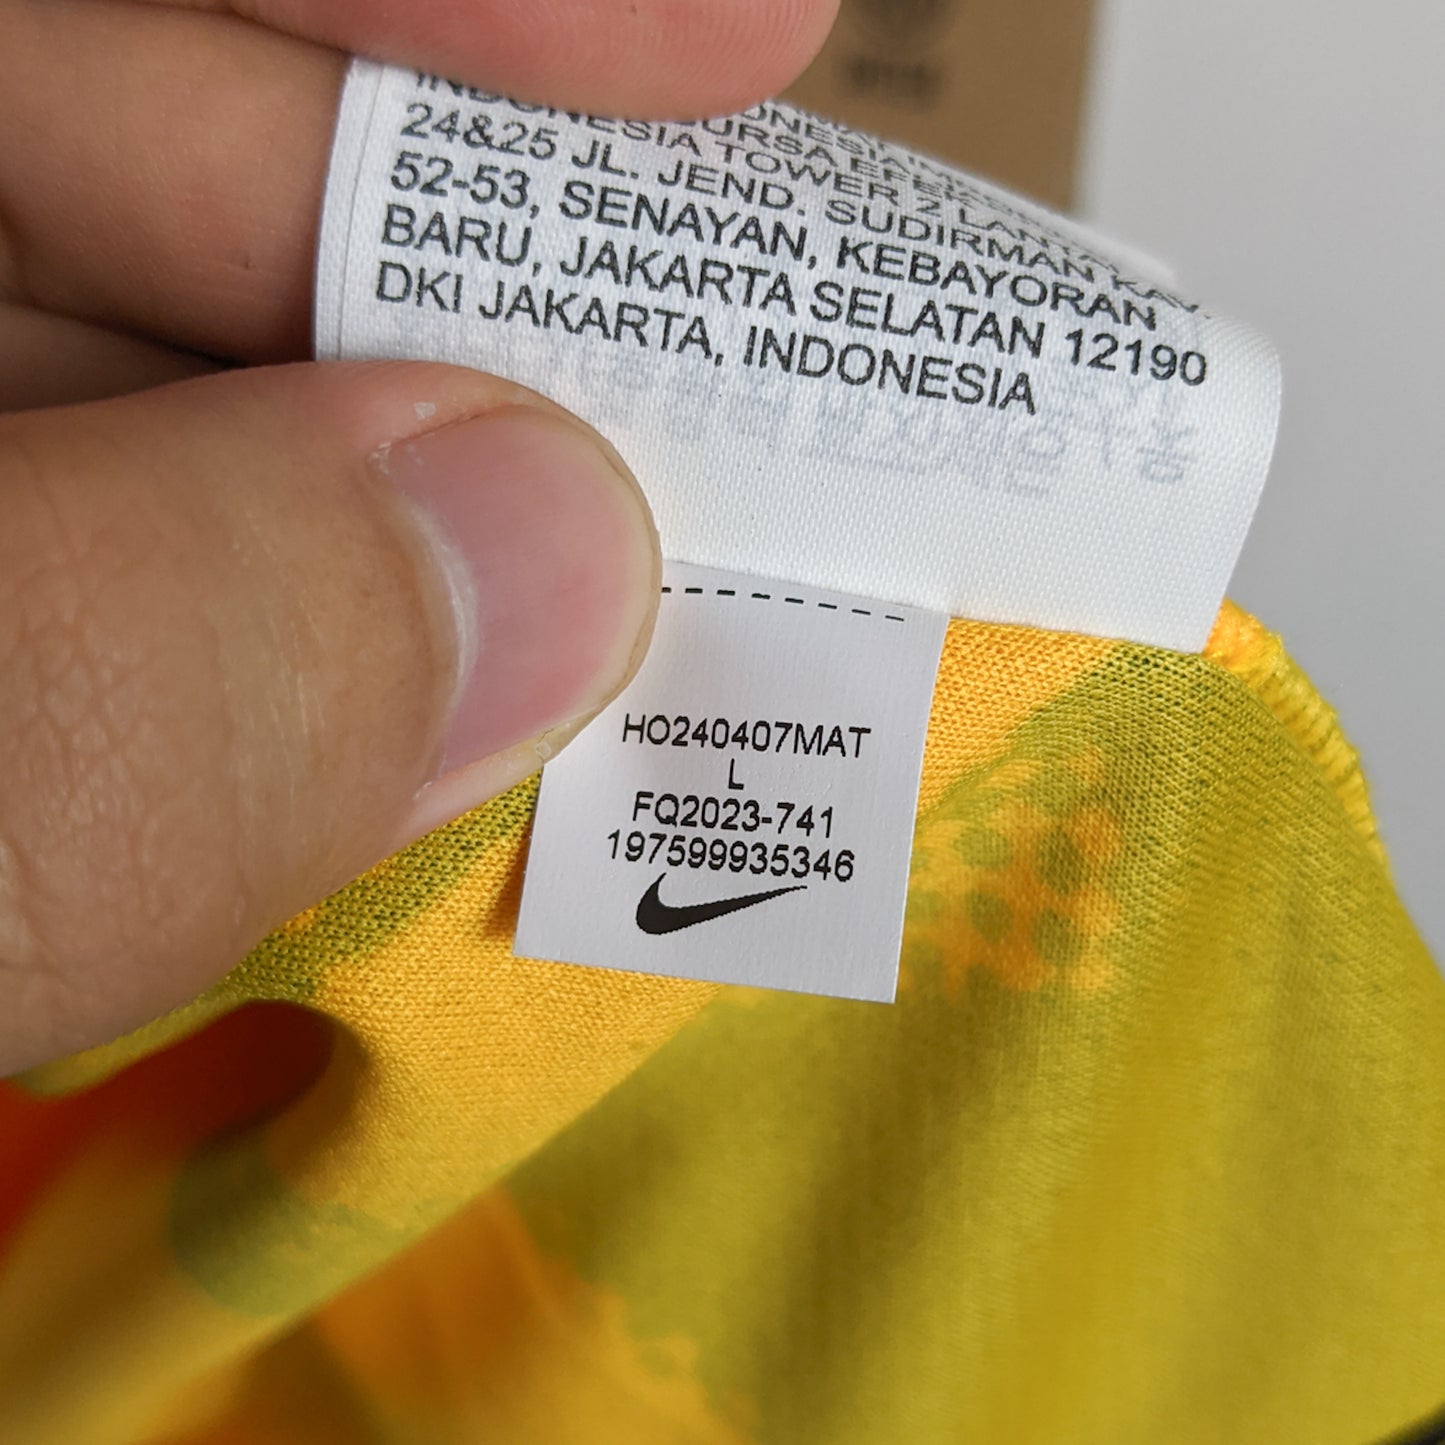 24&25 JL. JEND. SUDIRMAN KAV.
52-53, SENAYAN, KEBAYORAN
BARU, JAKARTA SELATAN 12190
DKI JAKARTA, INDONESIA
HO240407MAT
L
FQ2023-741
197599935346